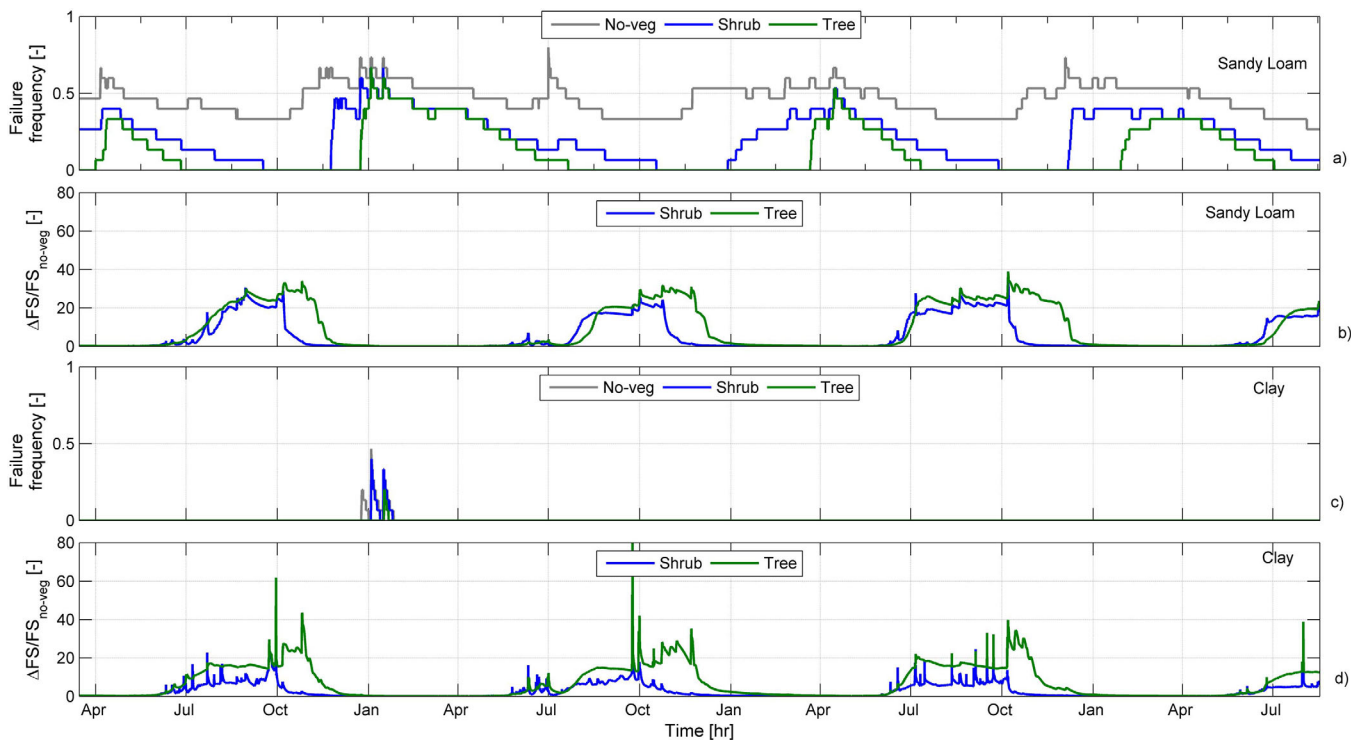 1
0.5
0
Failure
frequency [-]
No-veg Shrub Tree
Sandy Loam
a)
80
60
40
20
0
ΔFS/FS no-veg [-]
Shrub Tree
Sandy Loam
b)
1
0.5
0
Failure
frequency [-]
No-veg Shrub Tree
Clay
c)
80
60
40
20
0
ΔFS/FS no-veg [-]
Shrub Tree
Clay
d)
Apr Jul Oct Jan Apr Jul Oct Jan Apr Jul Oct Jan Apr Jul
Time [hr]